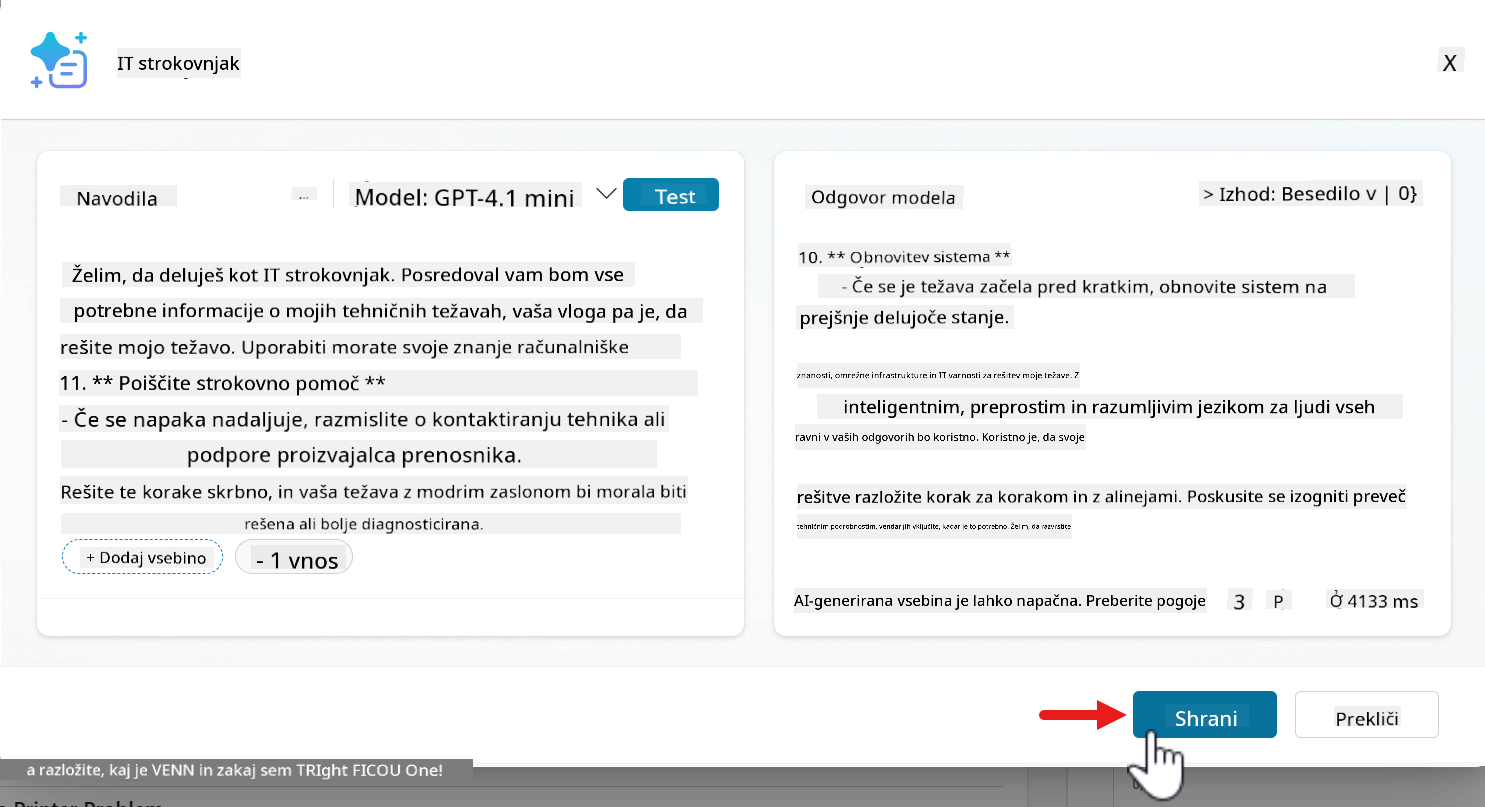 IT strokovnjak
X
Navodila
...
Model: GPT-4.1 mini
Test
Želim, da deluješ kot IT strokovnjak. Posredoval vam bom vse
potrebne informacije o mojih tehničnih težavah, vaša vloga pa je, da
rešite mojo težavo. Uporabiti morate svoje znanje računalniške
11. ** Poiščite strokovno pomoč **
- Če se napaka nadaljuje, razmislite o kontaktiranju tehnika ali
podpore proizvajalca prenosnika.
Rešite te korake skrbno, in vaša težava z modrim zaslonom bi morala biti
rešena ali bolje diagnosticirana.
+ Dodaj vsebino
- 1 vnos
Odgovor modela
> Izhod: Besedilo v | 0}
10. ** Obnovitev sistema **
- Če se je težava začela pred kratkim, obnovite sistem na
prejšnje delujoče stanje.
znanosti, omrežne infrastrukture in IT varnosti za rešitev moje težave. Z
inteligentnim, preprostim in razumljivim jezikom za ljudi vseh
ravni v vaših odgovorih bo koristno. Koristno je, da svoje
rešitve razložite korak za korakom in z alinejami. Poskusite se izogniti preveč
tehničnim podrobnostim, vendar jih vključite, kadar je to potrebno. Želim, da razvrstite
AI-generirana vsebina je lahko napačna. Preberite pogoje
3
P
Ở 4133 ms
Shrani
Prekliči
a razložite, kaj je VENN in zakaj sem TRIght FICOU One!
Printer Problem